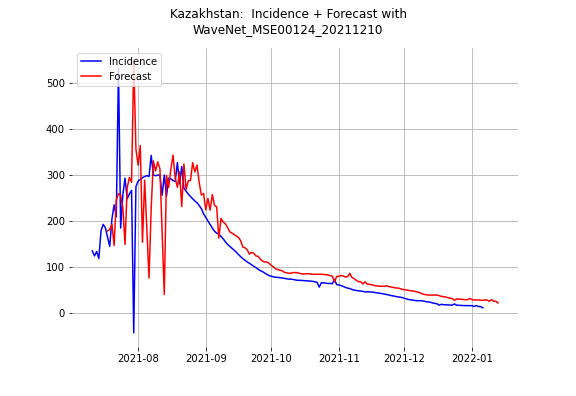 Kazakhstan:  Incidence + Forecast with
WaveNet_MSE00124_20211210
Incidence
Forecast
500
400
300
200
100
0
2021-08 2021-09 2021-10 2021-11 2021-12 2022-01